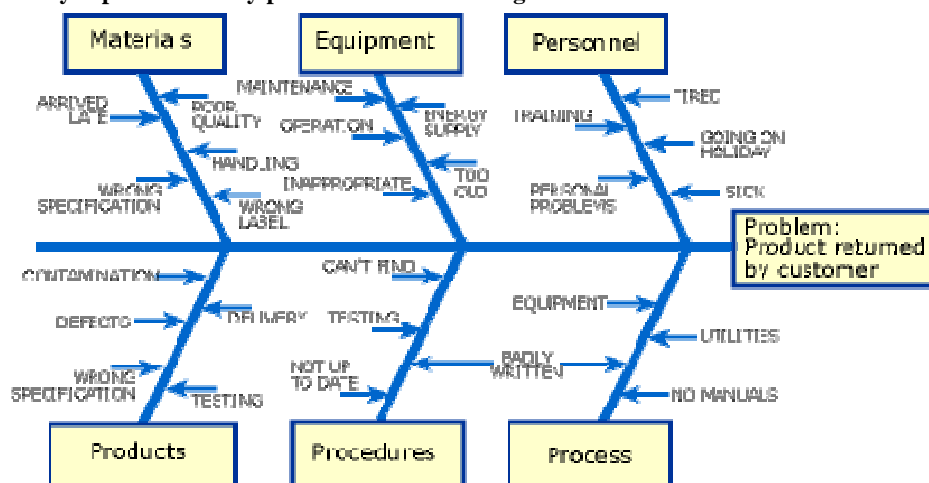 Materials
Equipment
Personnel
MAINTENANCE
TIRED
ARRIVED
LATE
POOR
QUALITY
ENERGY
SUPPLY
TRAINING
OPERATION
GOING ON
HOLIDAY
HANDLING
TOO
OLD
INAPPROPRIATE
WRONG
SPECIFICATION
PERSONAL
PROBLEMS
SICK
WRONG
LABEL
Problem:
Product returned
by customer
CAN'T FIND
CONTAMINATION
EQUIPMENT
DELIVERY
TESTING
DEFECTS
UTILITIES
BADLY
WRITTEN
NOT UP
TO DATE
WRONG
SPECIFICATION
TESTING
NO MANUALS
Products
Procedures
Process